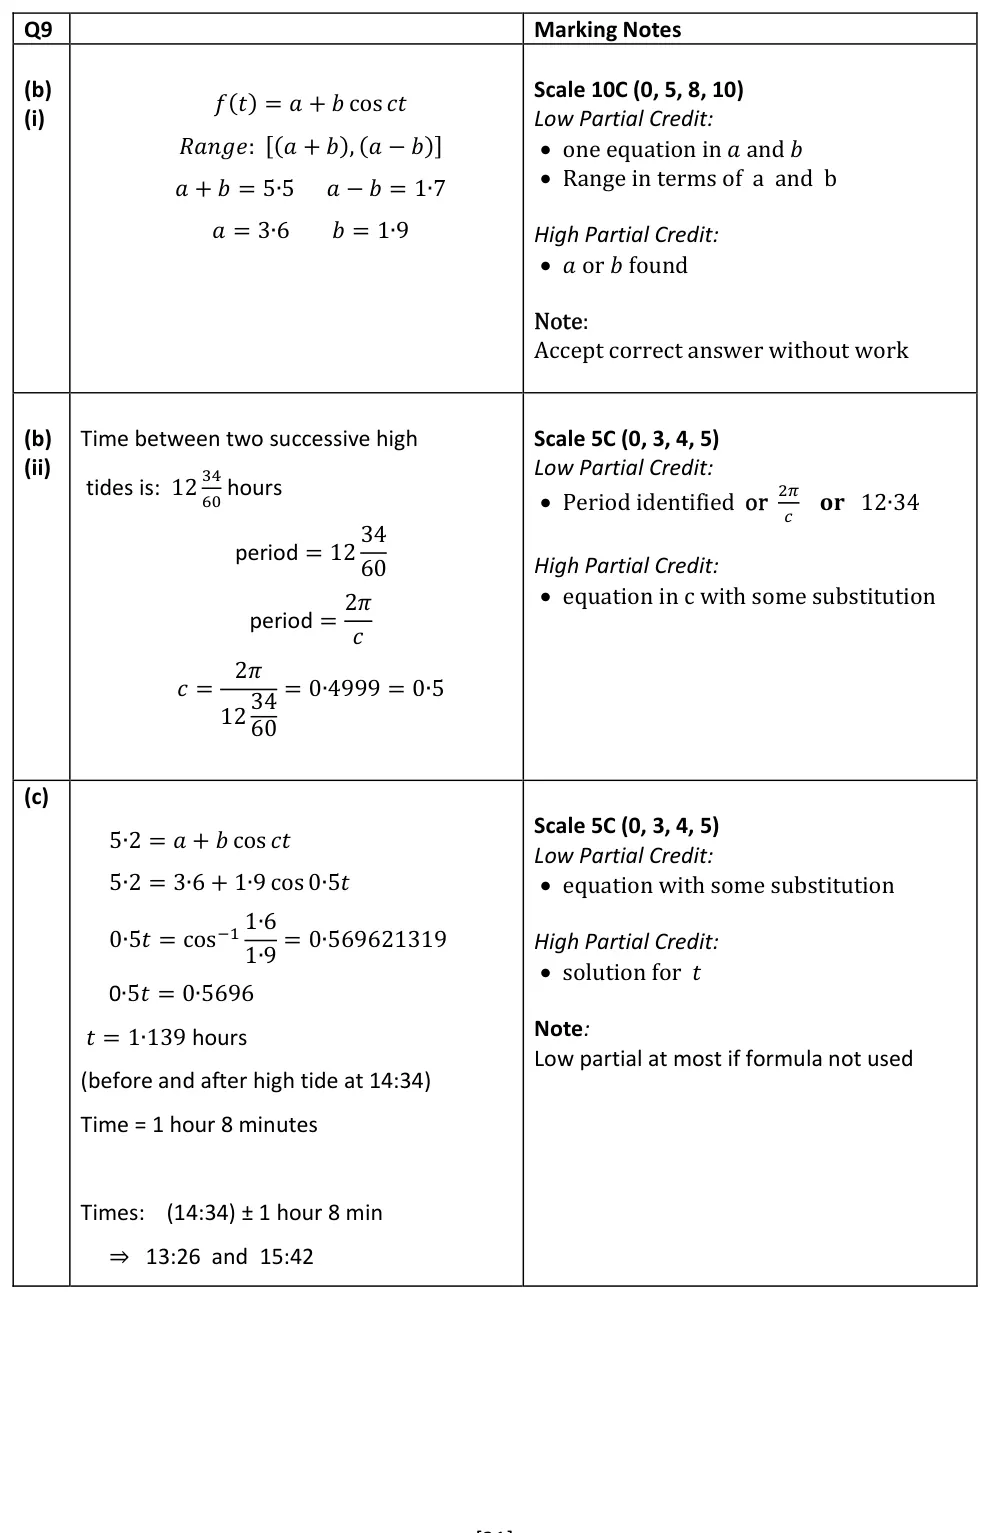 Q9 Marking Notes
(b) (i)
f(t) = a + b cos ct
Range: [(a + b), (a − b)]
a + b = 5·5 a − b = 1·7
a = 3·6 b = 1·9
Scale 10C (0, 5, 8, 10)
Low Partial Credit:
• one equation in a and b
• Range in terms of a and b
High Partial Credit:
• a or b found
Note:
Accept correct answer without work
(b) (ii)
Time between two successive high
tides is: 12 34/60 hours
period = 12 34/60
period = 2π/c
c = 2π/(12 34/60) = 0·4999 = 0·5
Scale 5C (0, 3, 4, 5)
Low Partial Credit:
• Period identified or 2π/c or 12·34
High Partial Credit:
• equation in c with some substitution
(c)
5·2 = a + b cos ct
5·2 = 3·6 + 1·9 cos 0·5t
0·5t = cos⁻¹ 1·6/1·9 = 0·569621319
0·5t = 0·5696
t = 1·139 hours
(before and after high tide at 14:34)
Time = 1 hour 8 minutes
Times: (14:34) ± 1 hour 8 min
⇒ 13:26 and 15:42
Scale 5C (0, 3, 4, 5)
Low Partial Credit:
• equation with some substitution
High Partial Credit:
• solution for t
Note:
Low partial at most if formula not used